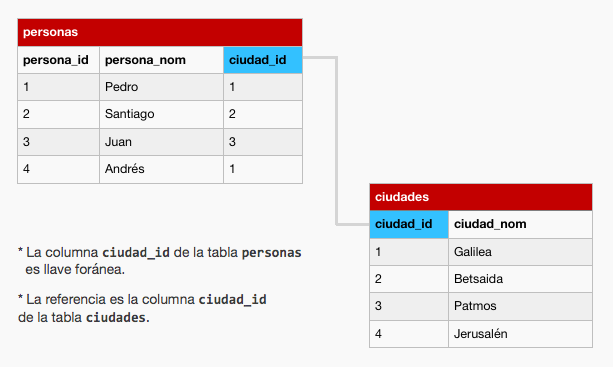 personas
persona_id persona_nom ciudad_id
1 Pedro 1
2 Santiago 2
3 Juan 3
4 Andrés 1
ciudades
ciudad_id ciudad_nom
1 Galilea
2 Betsaida
3 Patmos
4 Jerusalén
* La columna ciudad_id de la tabla personas
es llave foránea.
* La referencia es la columna ciudad_id
de la tabla ciudades.